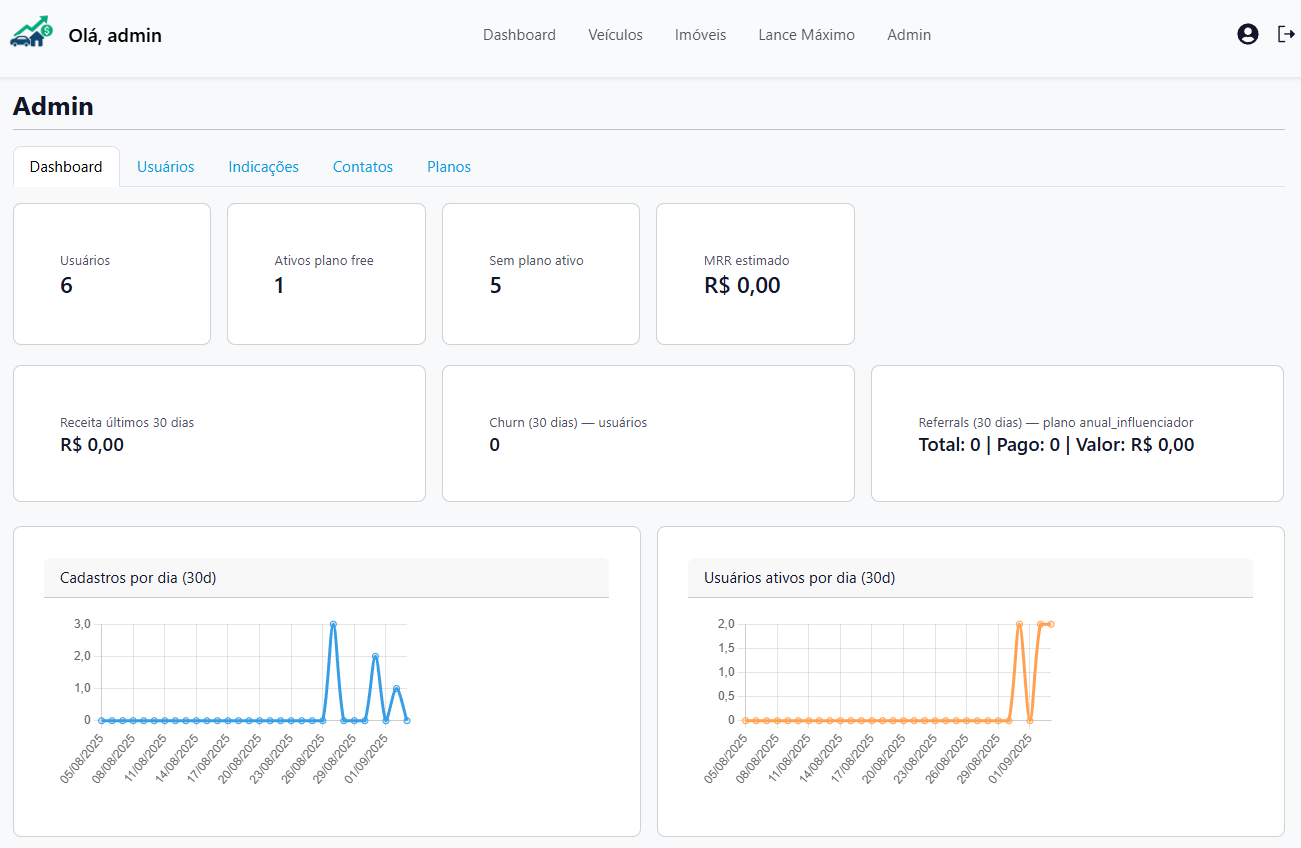 Olá, admin
Dashboard Veículos Imóveis Lance Máximo Admin
Admin
Dashboard Usuários Indicações Contatos Planos
Usuários
6
Ativos plano free
1
Sem plano ativo
5
MRR estimado
R$ 0,00
Receita últimos 30 dias
R$ 0,00
Churn (30 dias) — usuários
0
Referrals (30 dias) — plano anual_influenciador
Total: 0 | Pago: 0 | Valor: R$ 0,00
Cadastros por dia (30d)
3,0
2,0
1,0
0
05/08/2025 08/08/2025 11/08/2025 14/08/2025 17/08/2025 20/08/2025 23/08/2025 26/08/2025 29/08/2025 01/09/2025
Usuários ativos por dia (30d)
2,0
1,5
1,0
0,5
0
05/08/2025 08/08/2025 11/08/2025 14/08/2025 17/08/2025 20/08/2025 23/08/2025 26/08/2025 29/08/2025 01/09/2025